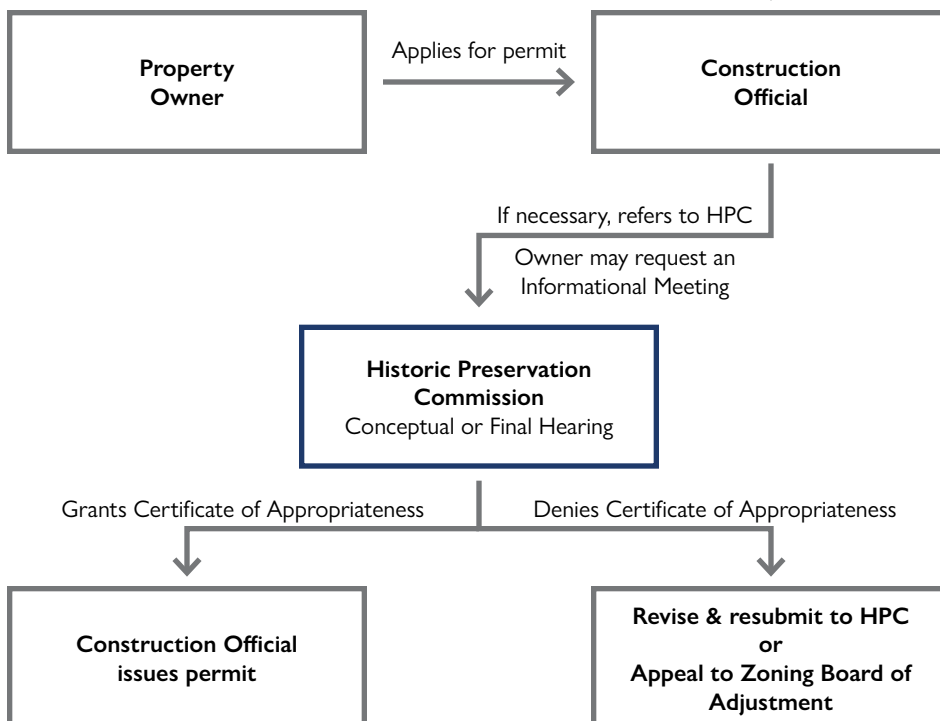 Property
Owner
Applies for permit
Construction
Official
If necessary, refers to HPC
Owner may request an
Informational Meeting
Historic Preservation
Commission
Conceptual or Final Hearing
Grants Certificate of Appropriateness
Denies Certificate of Appropriateness
Construction Official
issues permit
Revise & resubmit to HPC
or
Appeal to Zoning Board of
Adjustment